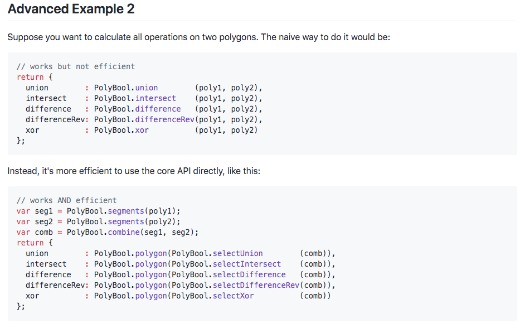 Advanced Example 2
Suppose you want to calculate all operations on two polygons. The naive way to do it would be:
// works but not efficient
return {
  union        : PolyBool.union        (poly1, poly2),
  intersect    : PolyBool.intersect    (poly1, poly2),
  difference   : PolyBool.difference   (poly1, poly2),
  differenceRev: PolyBool.differenceRev(poly1, poly2),
  xor          : PolyBool.xor          (poly1, poly2)
};
Instead, it's more efficient to use the core API directly, like this:
// works AND efficient
var seg1 = PolyBool.segments(poly1);
var seg2 = PolyBool.segments(poly2);
var comb = PolyBool.combine(seg1, seg2);
return {
  union        : PolyBool.polygon(PolyBool.selectUnion        (comb)),
  intersect    : PolyBool.polygon(PolyBool.selectIntersect    (comb)),
  difference   : PolyBool.polygon(PolyBool.selectDifference   (comb)),
  differenceRev: PolyBool.polygon(PolyBool.selectDifferenceRev(comb)),
  xor          : PolyBool.polygon(PolyBool.selectXor          (comb))
};